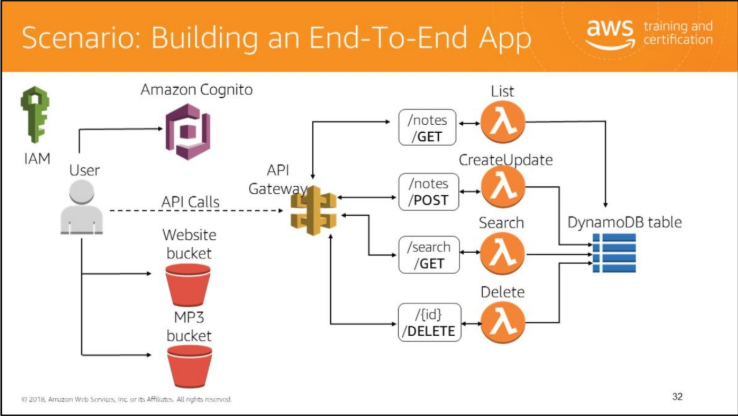 Scenario: Building an End-To-End App
aws
training and
certification
IAM
Amazon Cognito
User
API Calls
Website
bucket
MP3
bucket
API
Gateway
/notes
/GET
List
/notes
/POST
CreateUpdate
/search
/GET
Search
/{id}
/DELETE
Delete
DynamoDB table
© 2018, Amazon Web Services, Inc. or its Affiliates. All rights reserved.
32